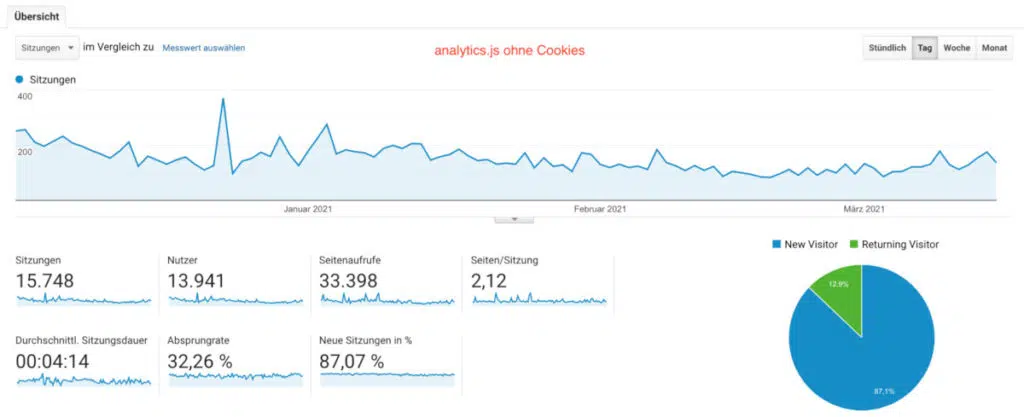 Übersicht
Sitzungen im Vergleich zu Messwert auswählen
analytics.js ohne Cookies
Stündlich Tag Woche Monat
Sitzungen
400
200
Januar 2021 Februar 2021 März 2021
New Visitor Returning Visitor
Sitzungen Nutzer Seitenaufrufe Seiten/Sitzung
15.748 13.941 33.398 2,12
12,9%
Durchschnittl. Sitzungsdauer Absprungrate Neue Sitzungen in %
00:04:14 32,26 % 87,07 %
87,1%